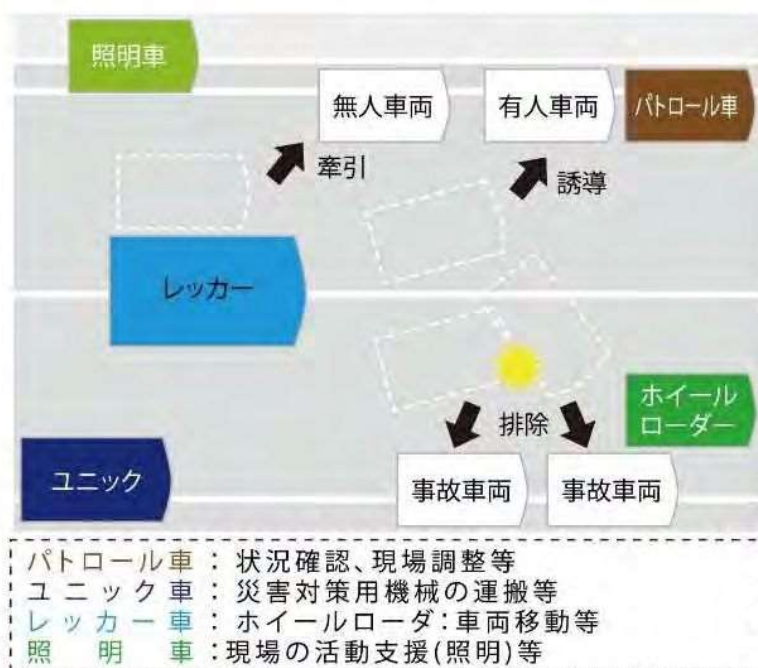 照明車
無人車両
有人車両
パトロール車
牽引
誘導
レッカー
ホイール
ローダー
排除
ユニック
事故車両
事故車両
パトロール車：状況確認、現場調整等
ユニック車：災害対策用機械の運搬等
レッカー車：ホイールローダ:車両移動等
照明車:現場の活動支援(照明)等